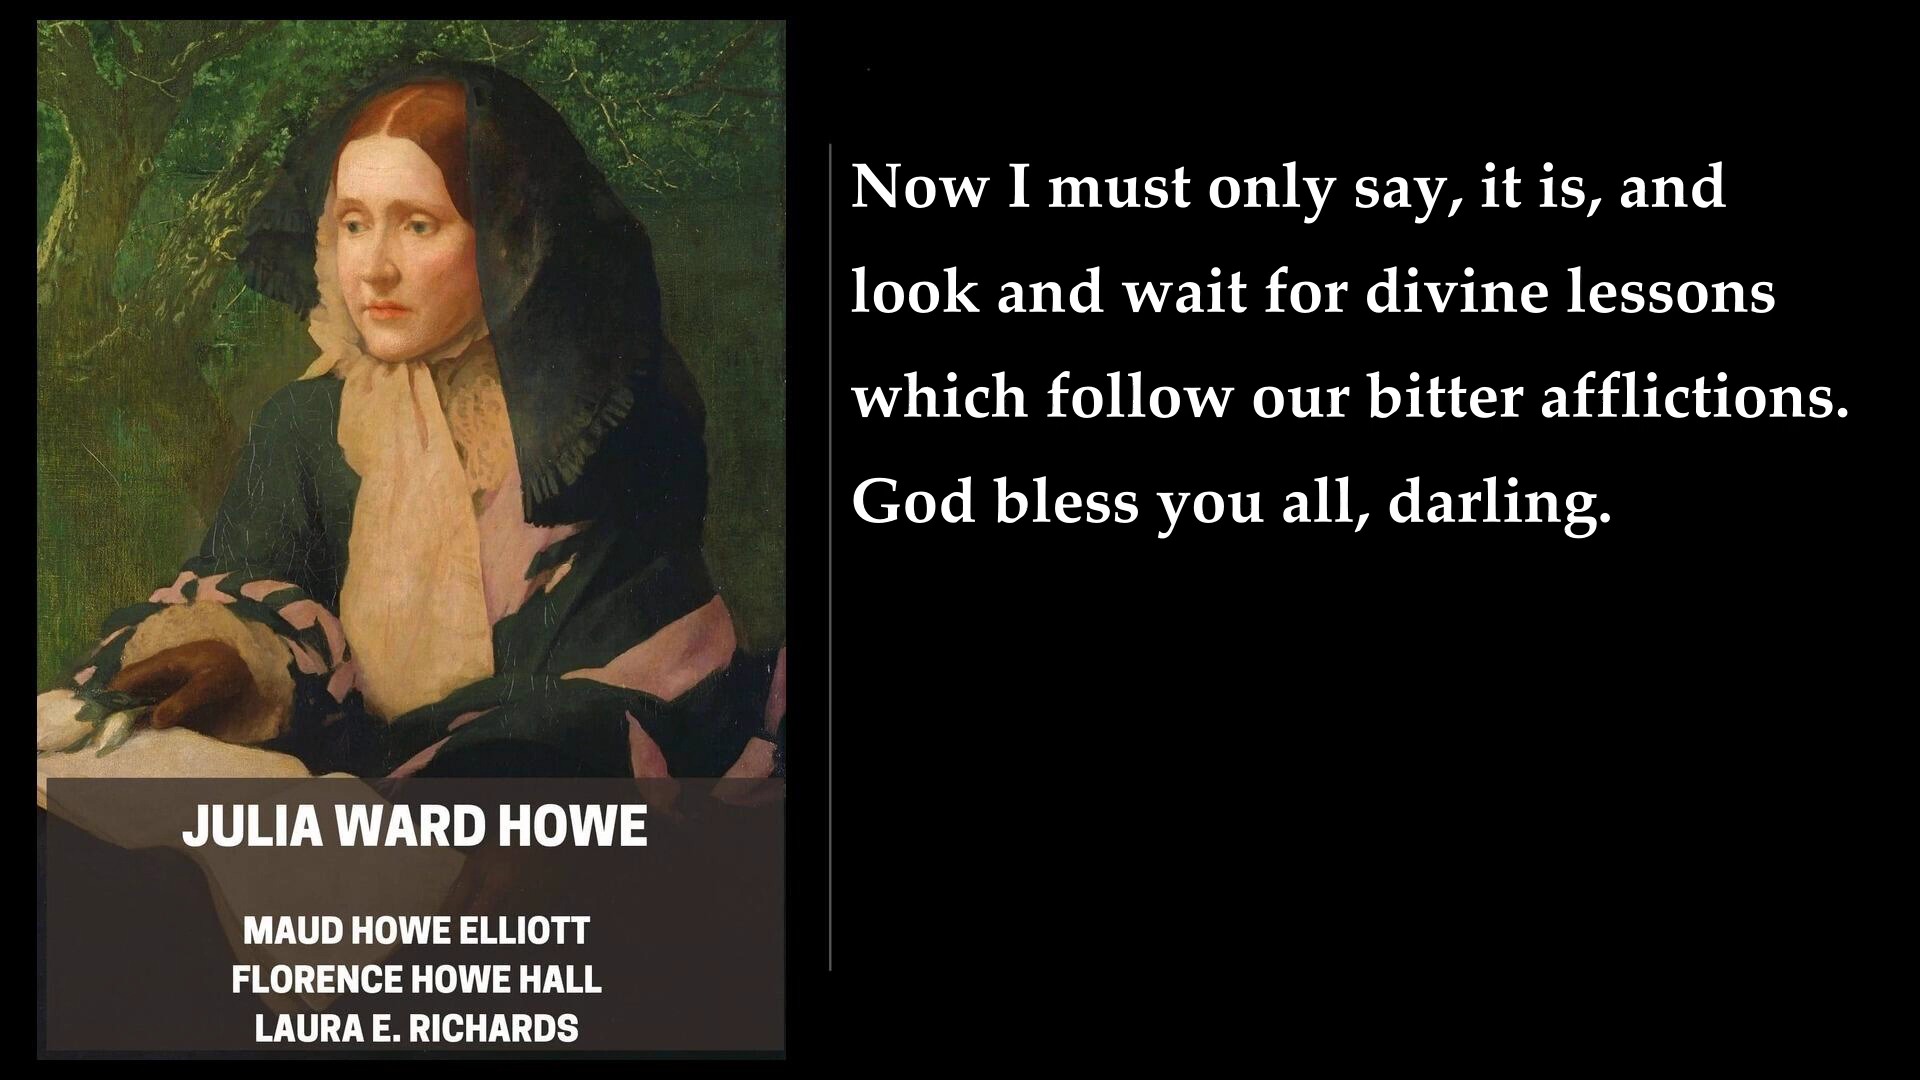 Now I must only say, it is, and
look and wait for divine lessons
which follow our bitter afflictions.
God bless you all, darling.
JULIA WARD HOWE
MAUD HOWE ELLIOTT
FLORENCE HOWE HALL
LAURA E. RICHARDS